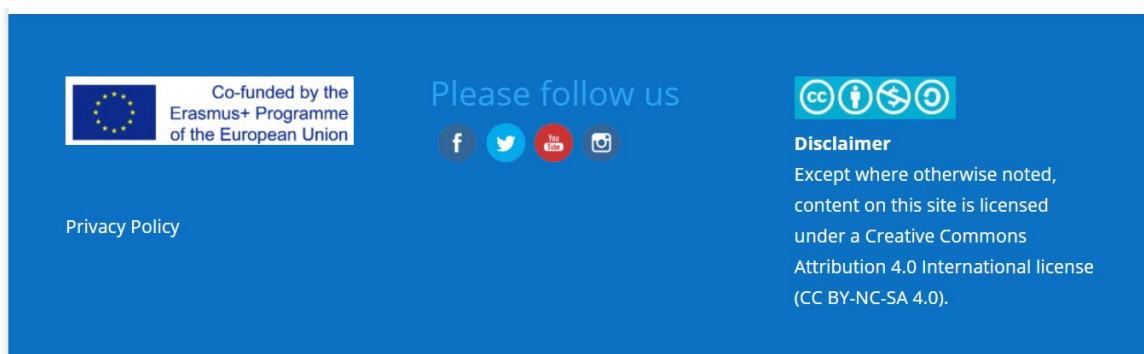 Co-funded by the
Erasmus+ Programme
of the European Union
Privacy Policy
Please follow us
f
You
Tube
cc
Disclaimer
Except where otherwise noted,
content on this site is licensed
under a Creative Commons
Attribution 4.0 International license
(CC BY-NC-SA 4.0).